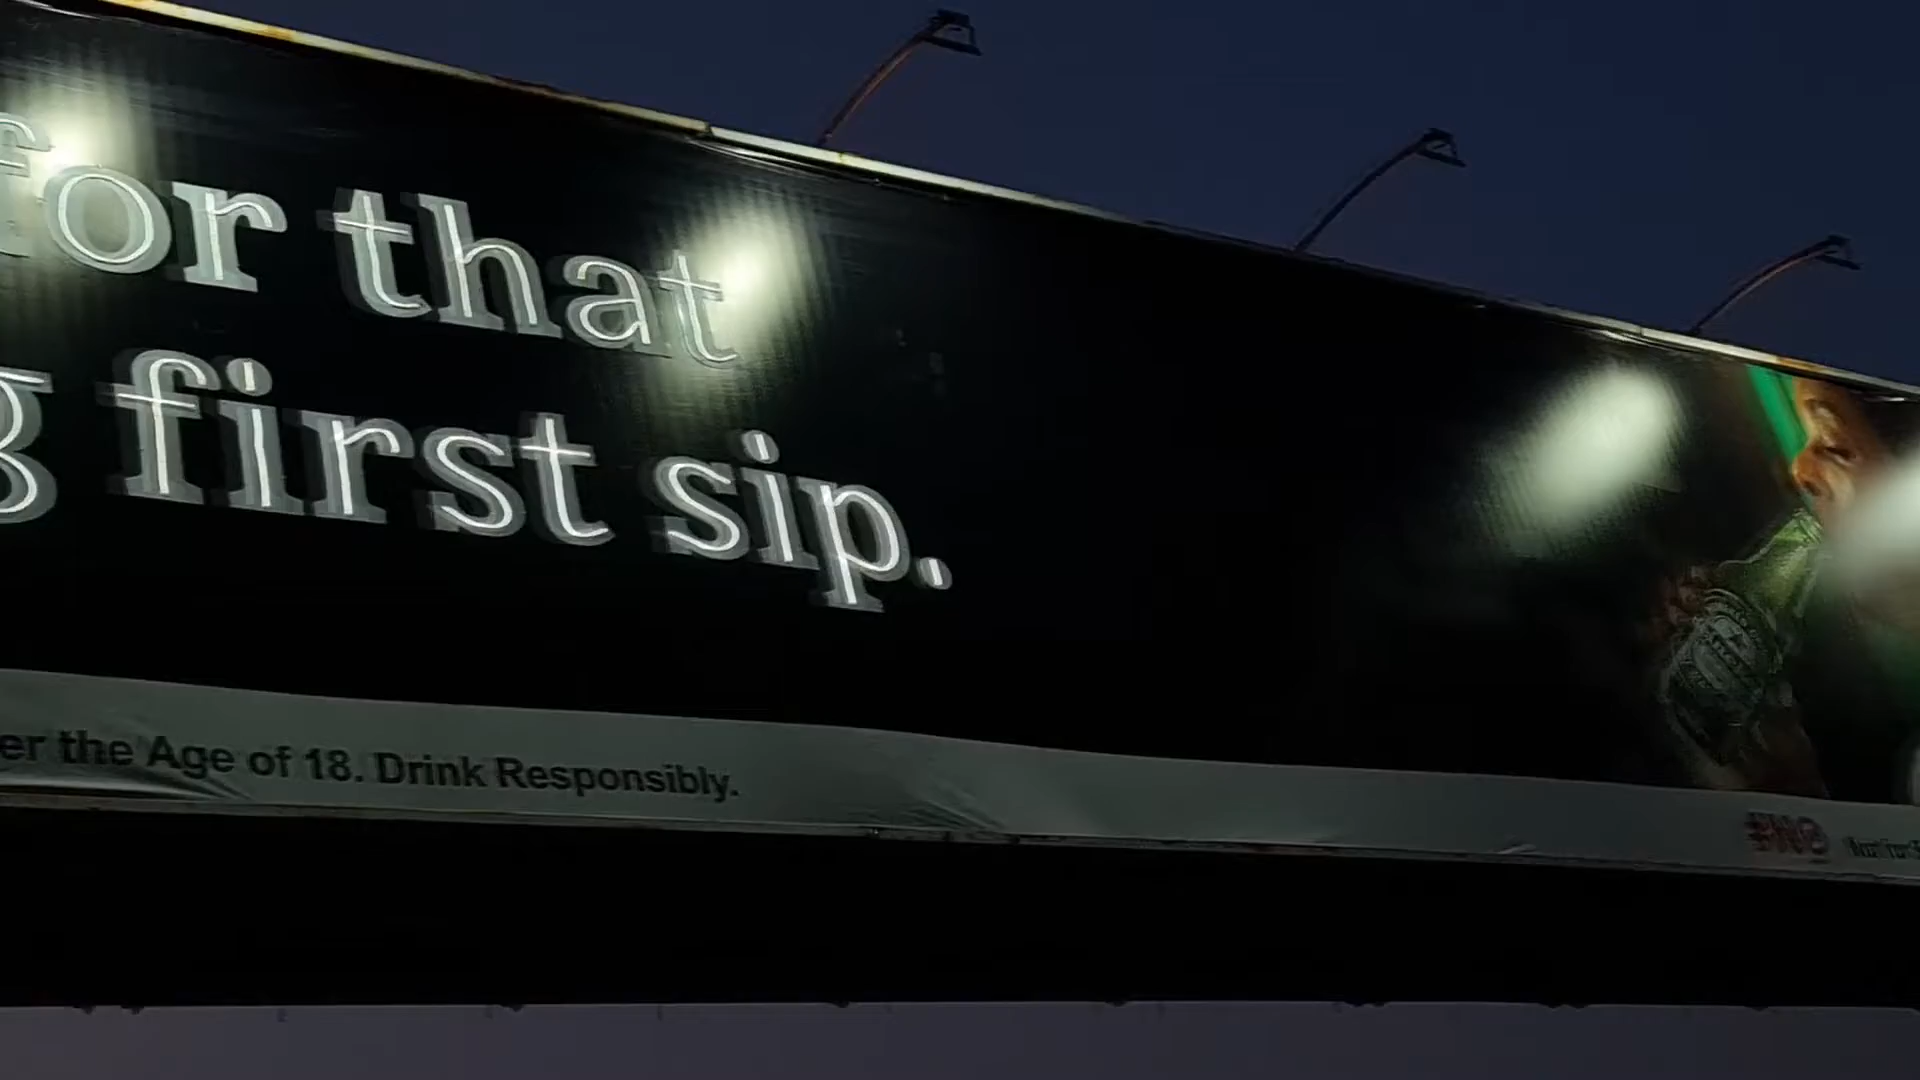 for that
first sip.
the Age of 18. Drink Responsibly.